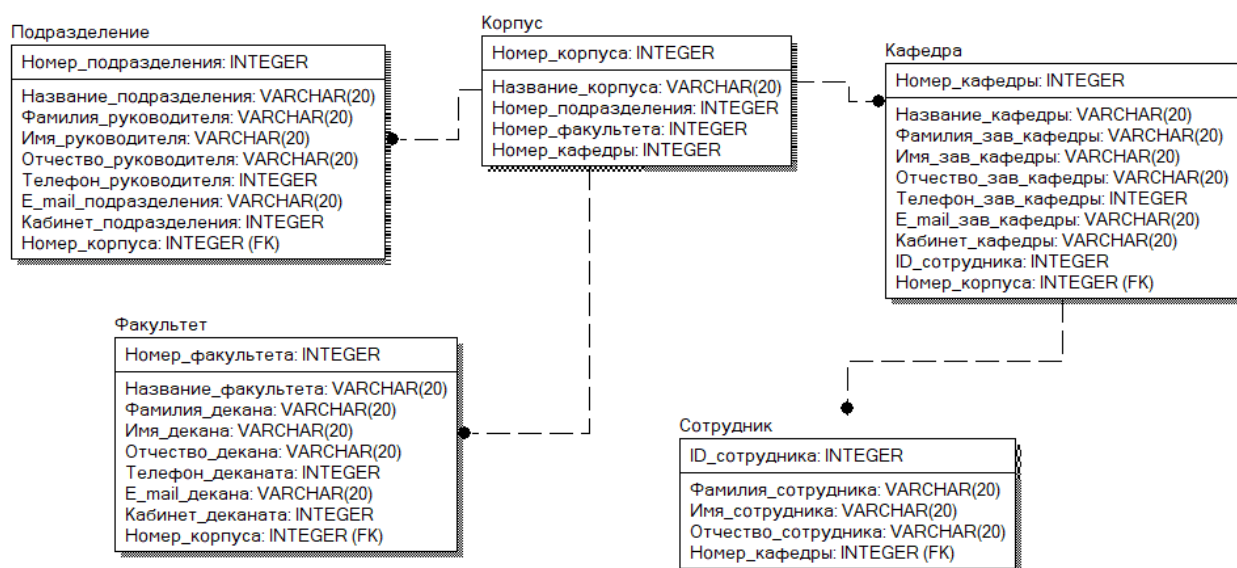 Подразделение
Номер_подразделения: INTEGER
Название_подразделения: VARCHAR(20)
Фамилия_руководителя: VARCHAR(20)
Имя_руководителя: VARCHAR(20)
Отчество_руководителя: VARCHAR(20)
Телефон_руководителя: INTEGER
E_mail_подразделения: VARCHAR(20)
Кабинет_подразделения: INTEGER
Номер_корпуса: INTEGER (FK)
Корпус
Номер_корпуса: INTEGER
Название_корпуса: VARCHAR(20)
Номер_подразделения: INTEGER
Номер_факультета: INTEGER
Номер_кафедры: INTEGER
Кафедра
Номер_кафедры: INTEGER
Название_кафедры: VARCHAR(20)
Фамилия_зав_кафедры: VARCHAR(20)
Имя_зав_кафедры: VARCHAR(20)
Отчество_зав_кафедры: VARCHAR(20)
Телефон_зав_кафедры: INTEGER
E_mail_зав_кафедры: VARCHAR(20)
Кабинет_кафедры: VARCHAR(20)
ID_сотрудника: INTEGER
Номер_корпуса: INTEGER (FK)
Факультет
Номер_факультета: INTEGER
Название_факультета: VARCHAR(20)
Фамилия_декана: VARCHAR(20)
Имя_декана: VARCHAR(20)
Отчество_декана: VARCHAR(20)
Телефон_деканата: INTEGER
E_mail_декана: VARCHAR(20)
Кабинет_деканата: INTEGER
Номер_корпуса: INTEGER (FK)
Сотрудник
ID_сотрудника: INTEGER
Фамилия_сотрудника: VARCHAR(20)
Имя_сотрудника: VARCHAR(20)
Отчество_сотрудника: VARCHAR(20)
Номер_кафедры: INTEGER (FK)